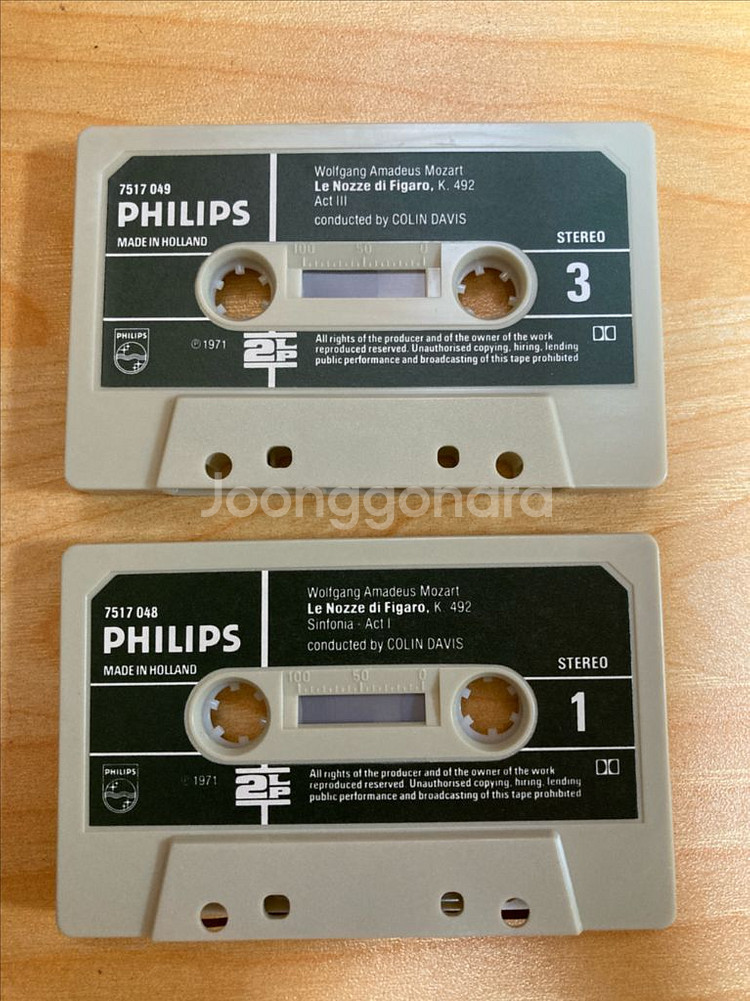 7517 049
PHILIPS
MADE IN HOLLAND
Wolfgang Amadeus Mozart
Le Nozze di Figaro, K. 492
Act III
conducted by COLIN DAVIS
100 50 0
STEREO
3
PHILIPS
℗ 1971
2LP
All rights of the producer and of the owner of the work
reproduced reserved. Unauthorised copying, hiring, lending
public performance and broadcasting of this tape prohibited
Joonggonara
7517 048
PHILIPS
MADE IN HOLLAND
Wolfgang Amadeus Mozart
Le Nozze di Figaro, K. 492
Sinfonia - Act I
conducted by COLIN DAVIS
100 50 0
STEREO
1
PHILIPS
℗ 1971
2LP
All rights of the producer and of the owner of the work
reproduced reserved. Unauthorised copying, hiring, lending
public performance and broadcasting of this tape prohibited